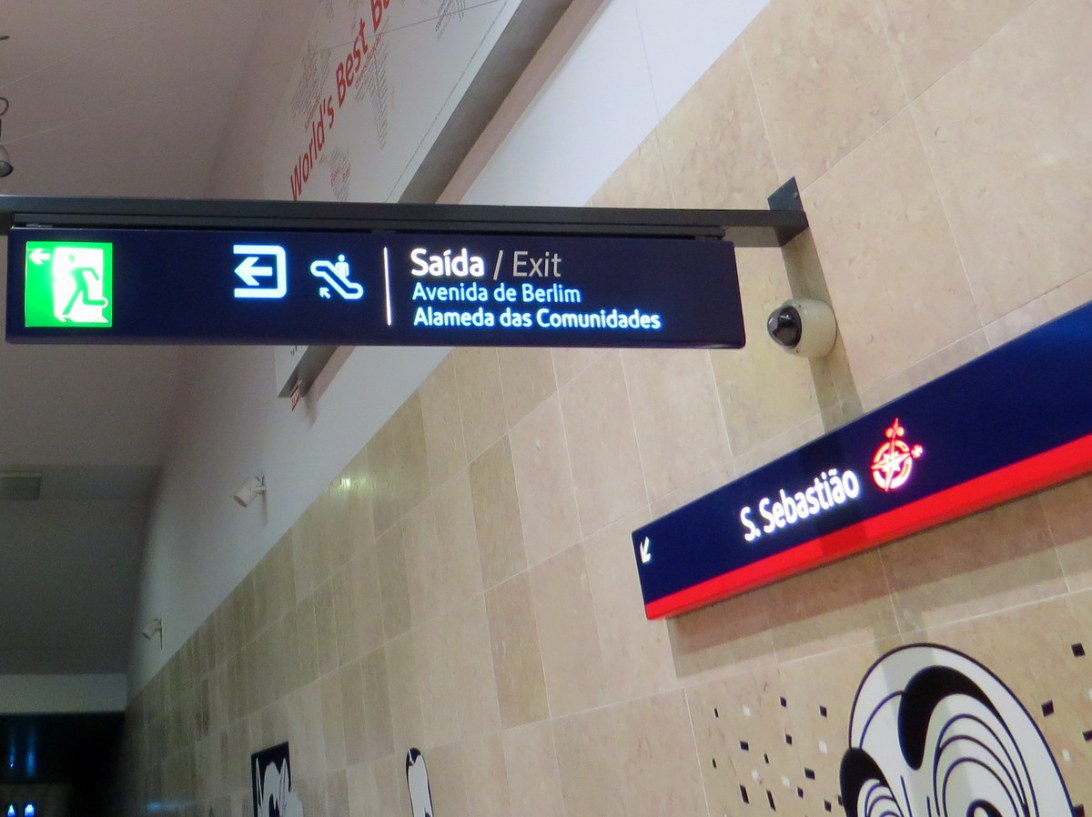 World's Best
Saída / Exit
Avenida de Berlim
Alameda das Comunidades
S. Sebastião